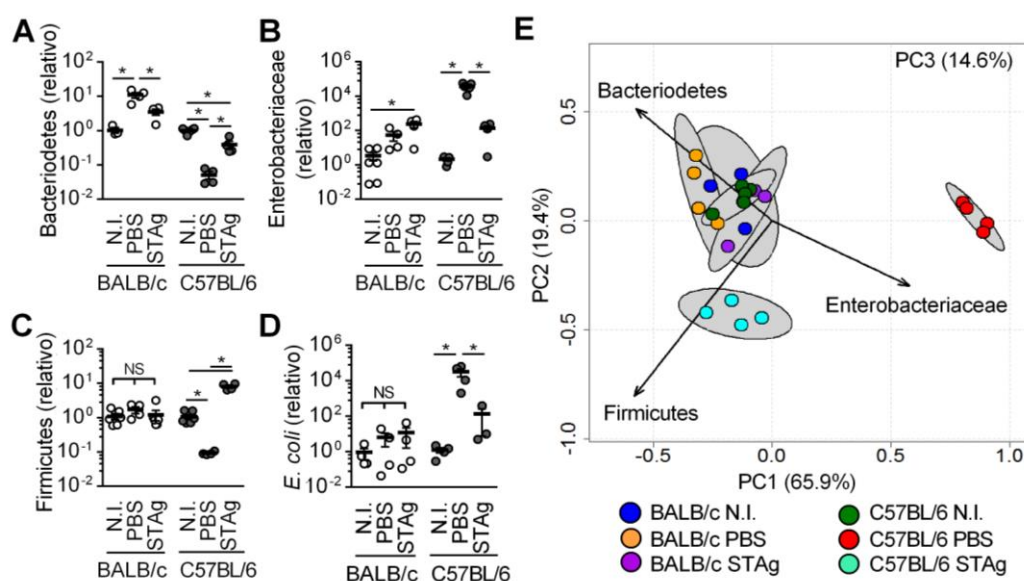 A
Bacteriodetes (relativo)
10^2
10^1
10^0
10^-1
10^-2
* *
*
* *
N.I.
PBS
STAg
N.I.
PBS
STAg
BALB/c C57BL/6
B
Enterobacteriaceae
(relativo)
10^6
10^4
10^2
10^0
10^-2
*
* *
N.I.
PBS
STAg
N.I.
PBS
STAg
BALB/c C57BL/6
C
Firmicutes (relativo)
10^2
10^1
10^0
10^-1
10^-2
NS
*
*
N.I.
PBS
STAg
N.I.
PBS
STAg
BALB/c C57BL/6
D
E. coli (relativo)
10^6
10^4
10^2
10^0
10^-2
NS
* *
N.I.
PBS
STAg
N.I.
PBS
STAg
BALB/c C57BL/6
E
PC3 (14.6%)
Bacteriodetes
Enterobacteriaceae
Firmicutes
PC2 (19.4%)
0.5
0.0
-0.5
-1.0
-0.5 0.0 0.5 1.0
PC1 (65.9%)
BALB/c N.I.
BALB/c PBS
BALB/c STAg
C57BL/6 N.I.
C57BL/6 PBS
C57BL/6 STAg